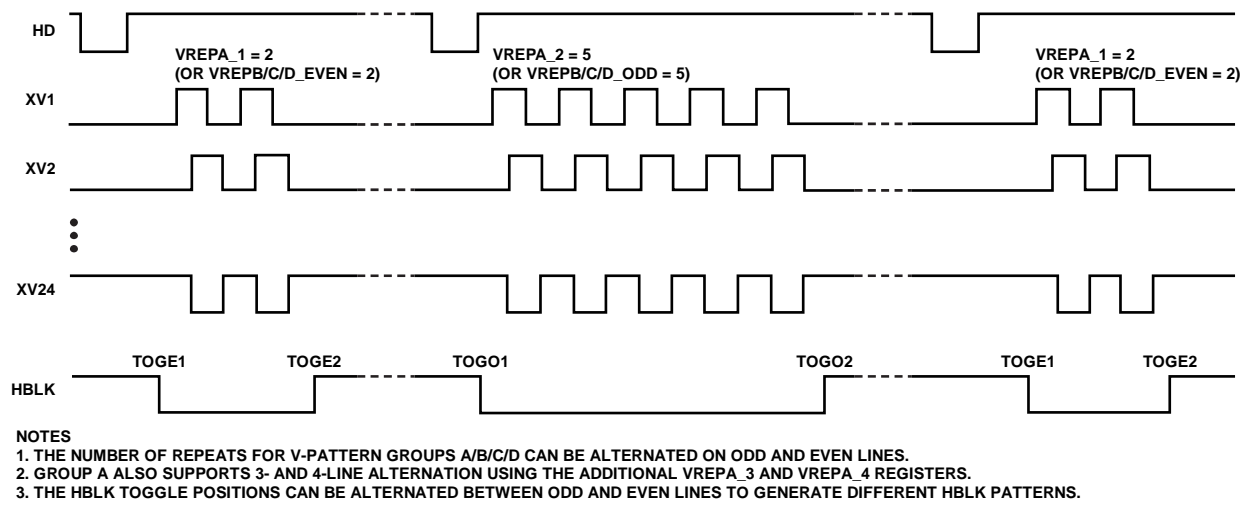 HD
VREPA_1 = 2
(OR VREPB/C/D_EVEN = 2)
VREPA_2 = 5
(OR VREPB/C/D_ODD = 5)
VREPA_1 = 2
(OR VREPB/C/D_EVEN = 2)
XV1
XV2
XV24
TOGE1 TOGE2 TOGO1 TOGO2 TOGE1 TOGE2
HBLK
NOTES
1. THE NUMBER OF REPEATS FOR V-PATTERN GROUPS A/B/C/D CAN BE ALTERNATED ON ODD AND EVEN LINES.
2. GROUP A ALSO SUPPORTS 3- AND 4-LINE ALTERNATION USING THE ADDITIONAL VREPA_3 AND VREPA_4 REGISTERS.
3. THE HBLK TOGGLE POSITIONS CAN BE ALTERNATED BETWEEN ODD AND EVEN LINES TO GENERATE DIFFERENT HBLK PATTERNS.